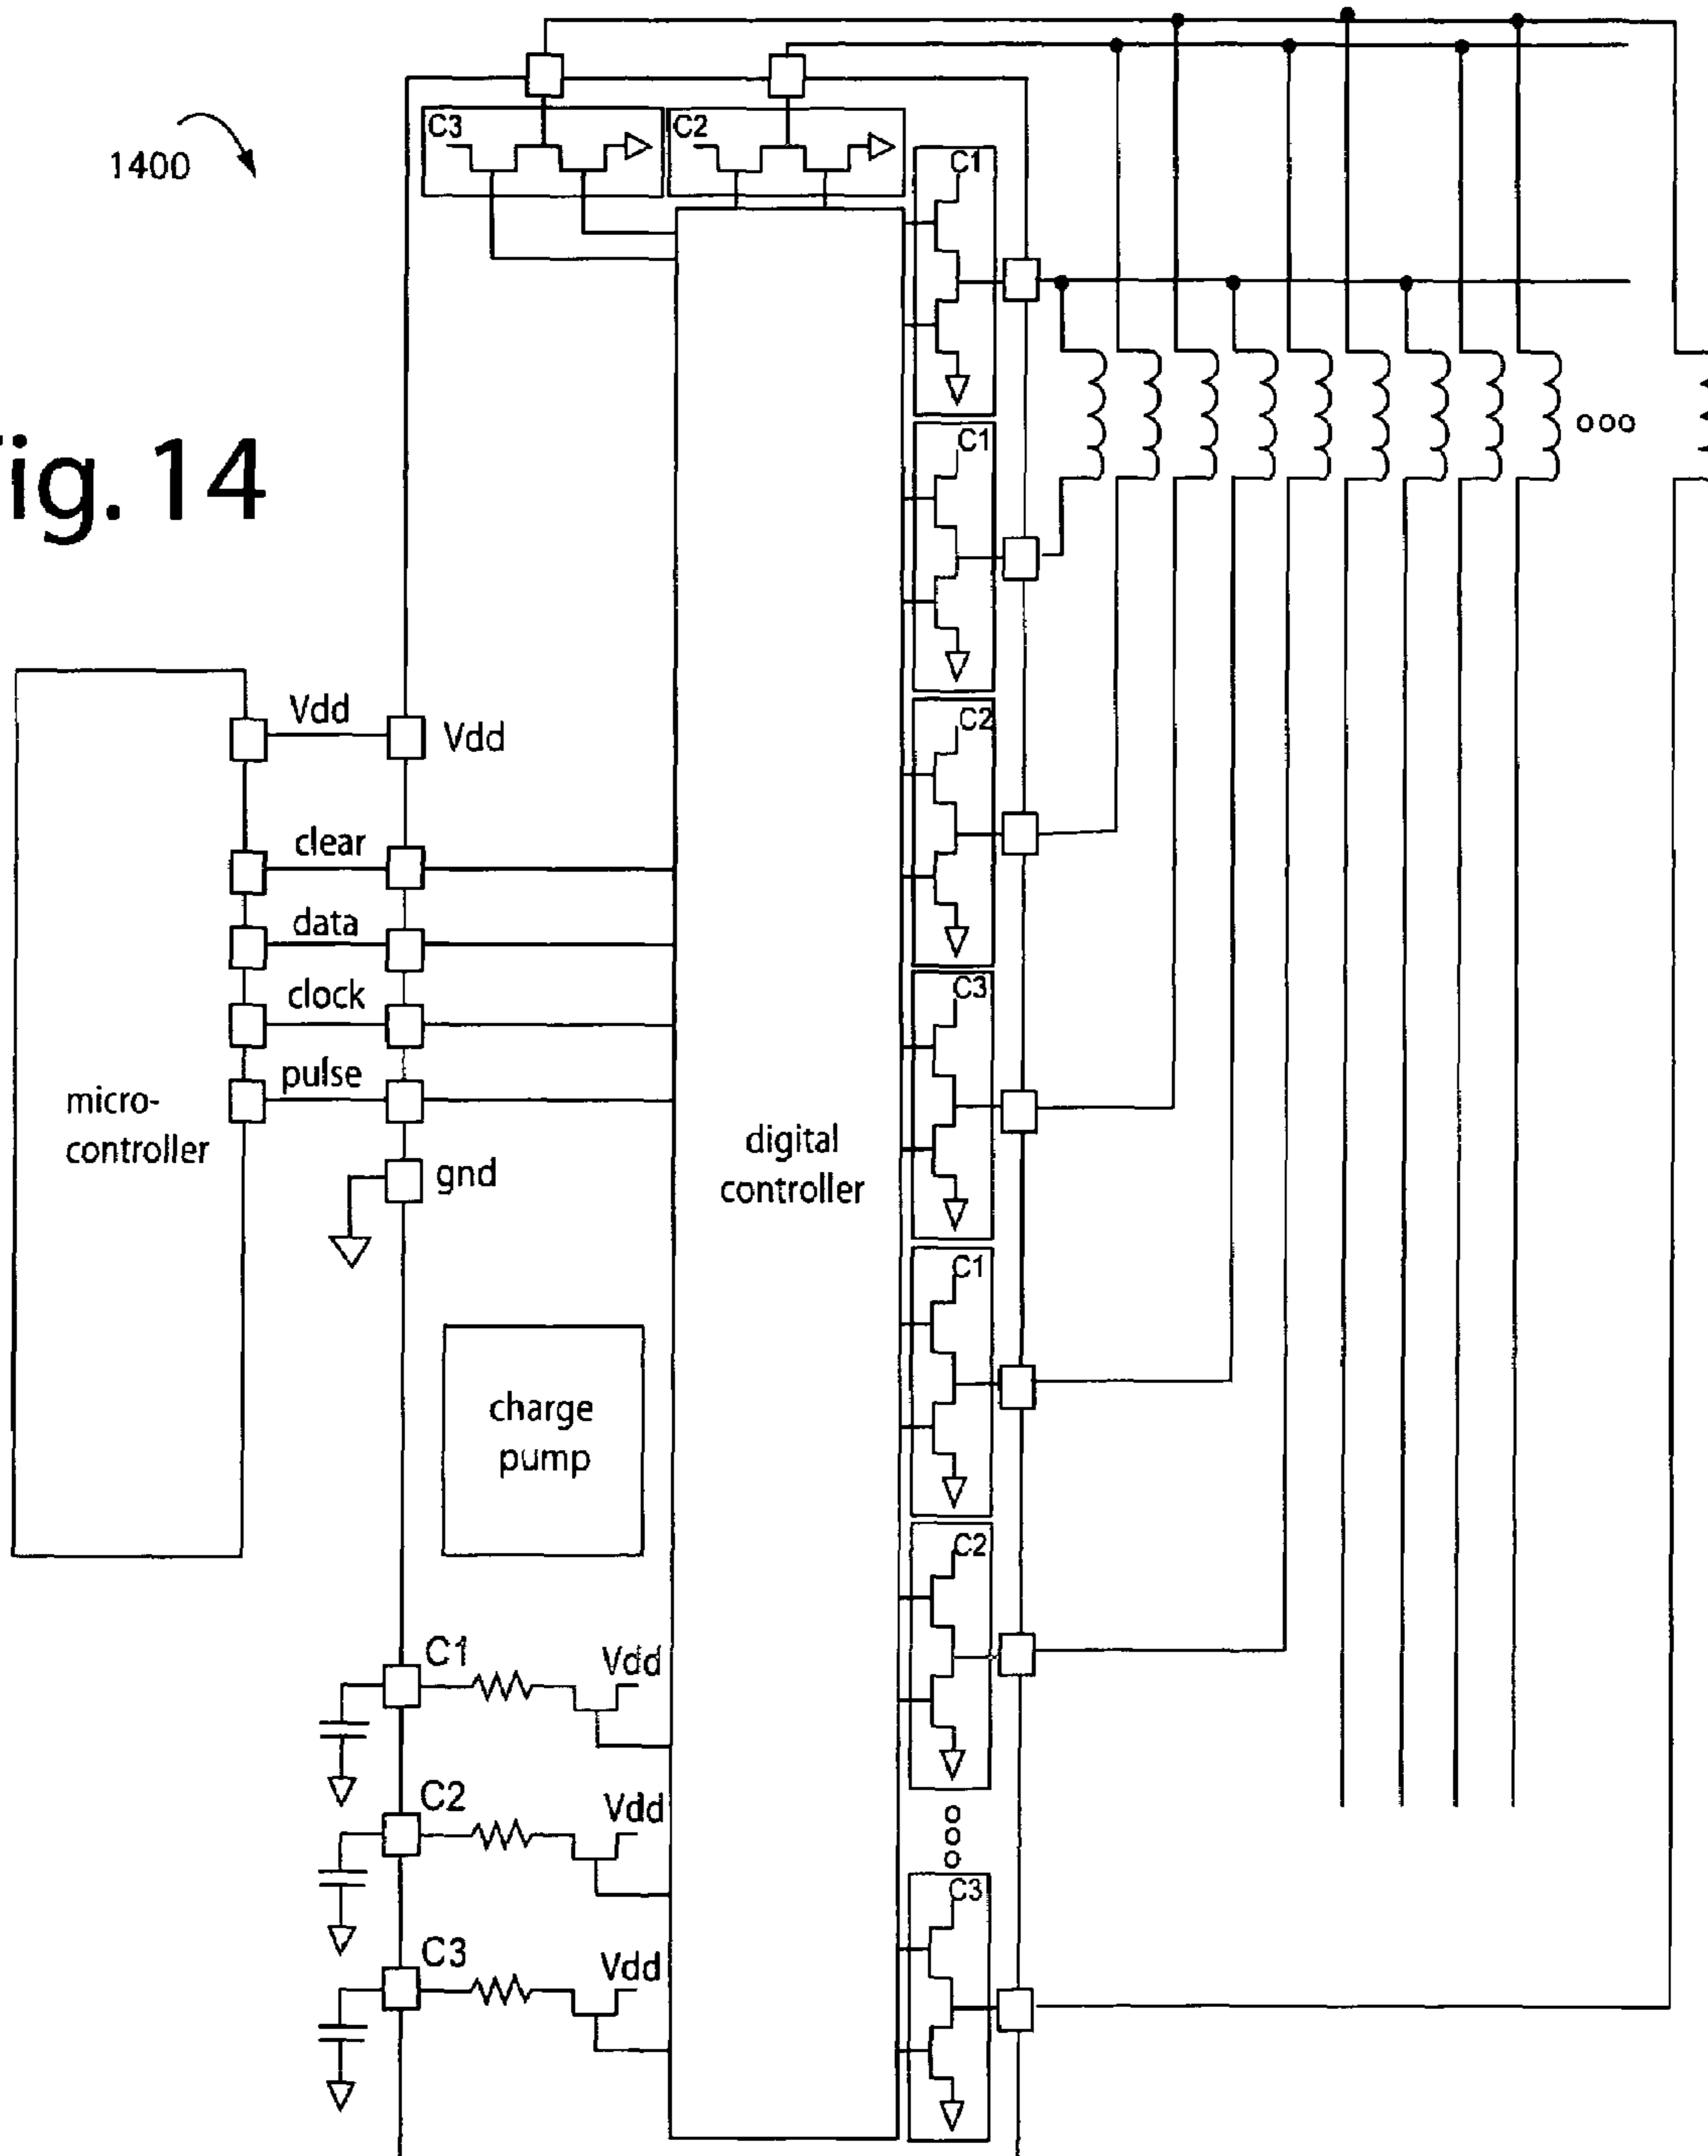 1400
C3
C2
C1
ig. 14
C1
Vdd
Vdd
C2
clear
data
clock
C3
pulse
micro-
controller
gnd
digital
controller
C1
charge
pump
C2
C1
Vdd
C2
Vdd
C3
C3
Vdd